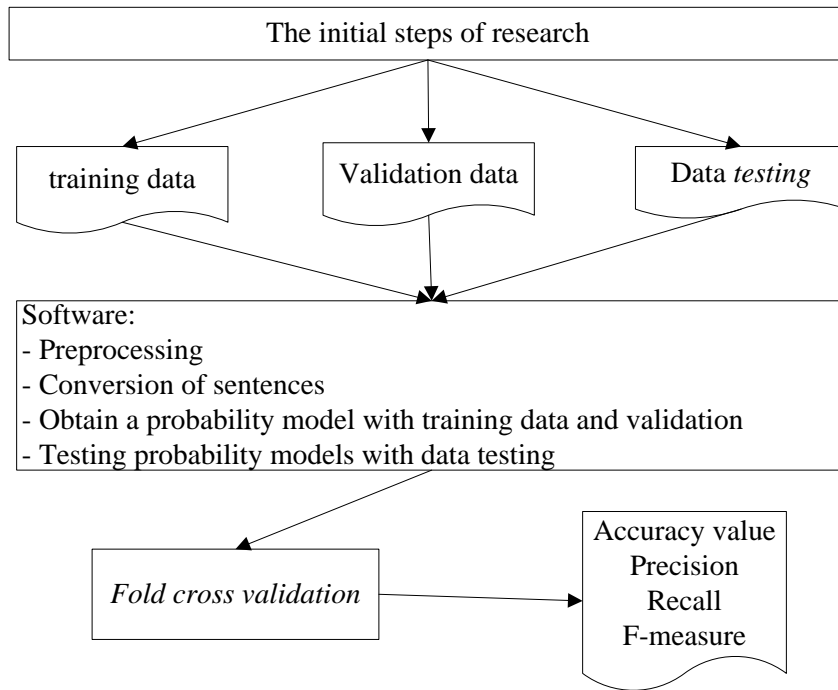 The initial steps of research
training data
Validation data
Data testing
Software:
- Preprocessing
- Conversion of sentences
- Obtain a probability model with training data and validation
- Testing probability models with data testing
Fold cross validation
Accuracy value
Precision
Recall
F-measure